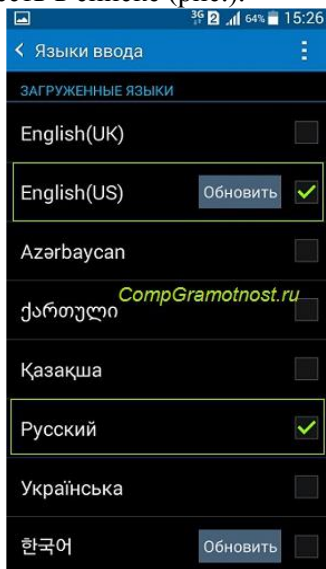 3G 2 64% 15:26
Языки ввода
ЗАГРУЖЕННЫЕ ЯЗЫКИ
English(UK)
English(US) Обновить
Azərbaycan
CompGramotnost.ru
ქართული
Қазақша
Русский
Українська
한국어 Обновить